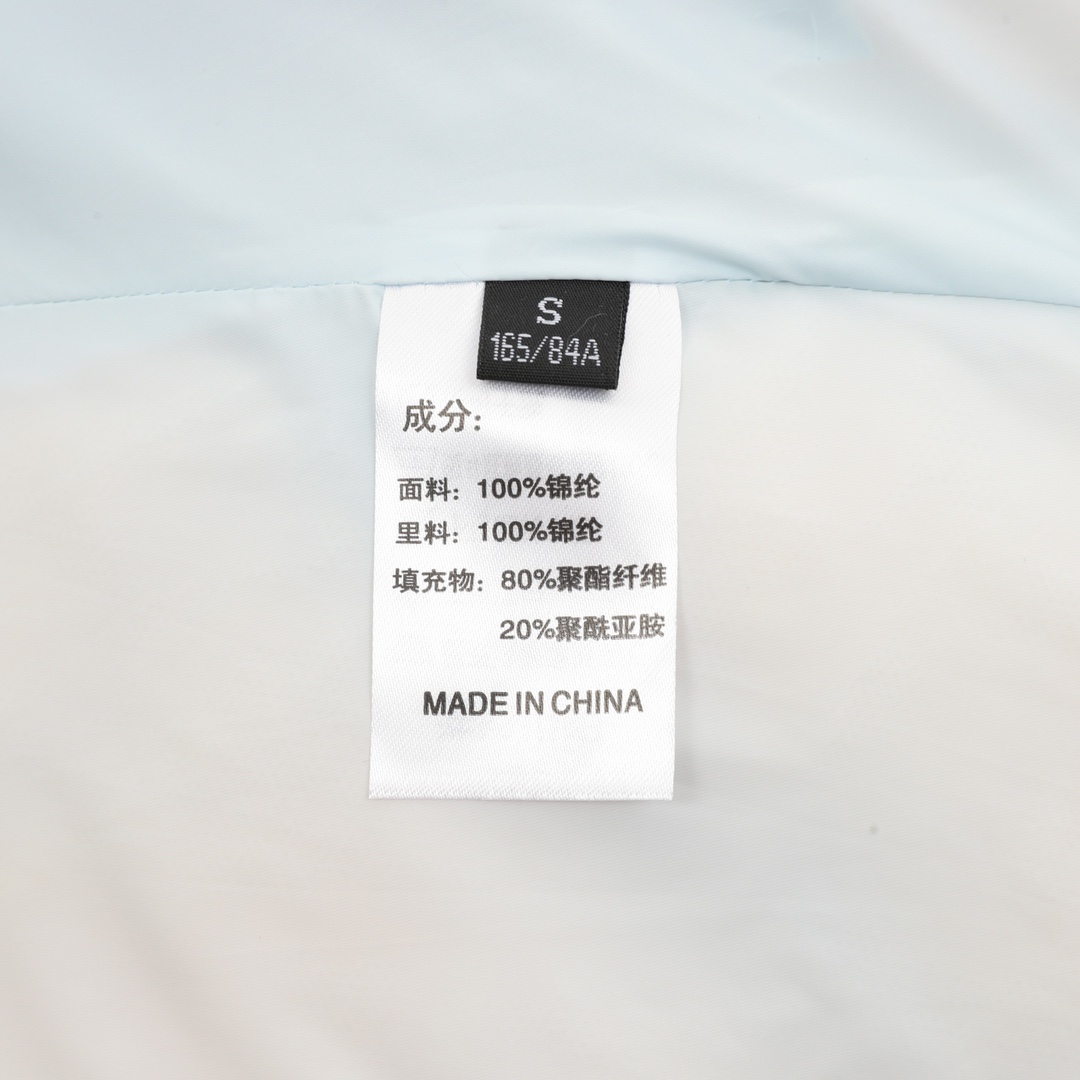 S
165/84A
成分:
面料: 100%锦纶
里料: 100%锦纶
填充物: 80%聚酯纤维
20%聚酰亚胺
MADE IN CHINA